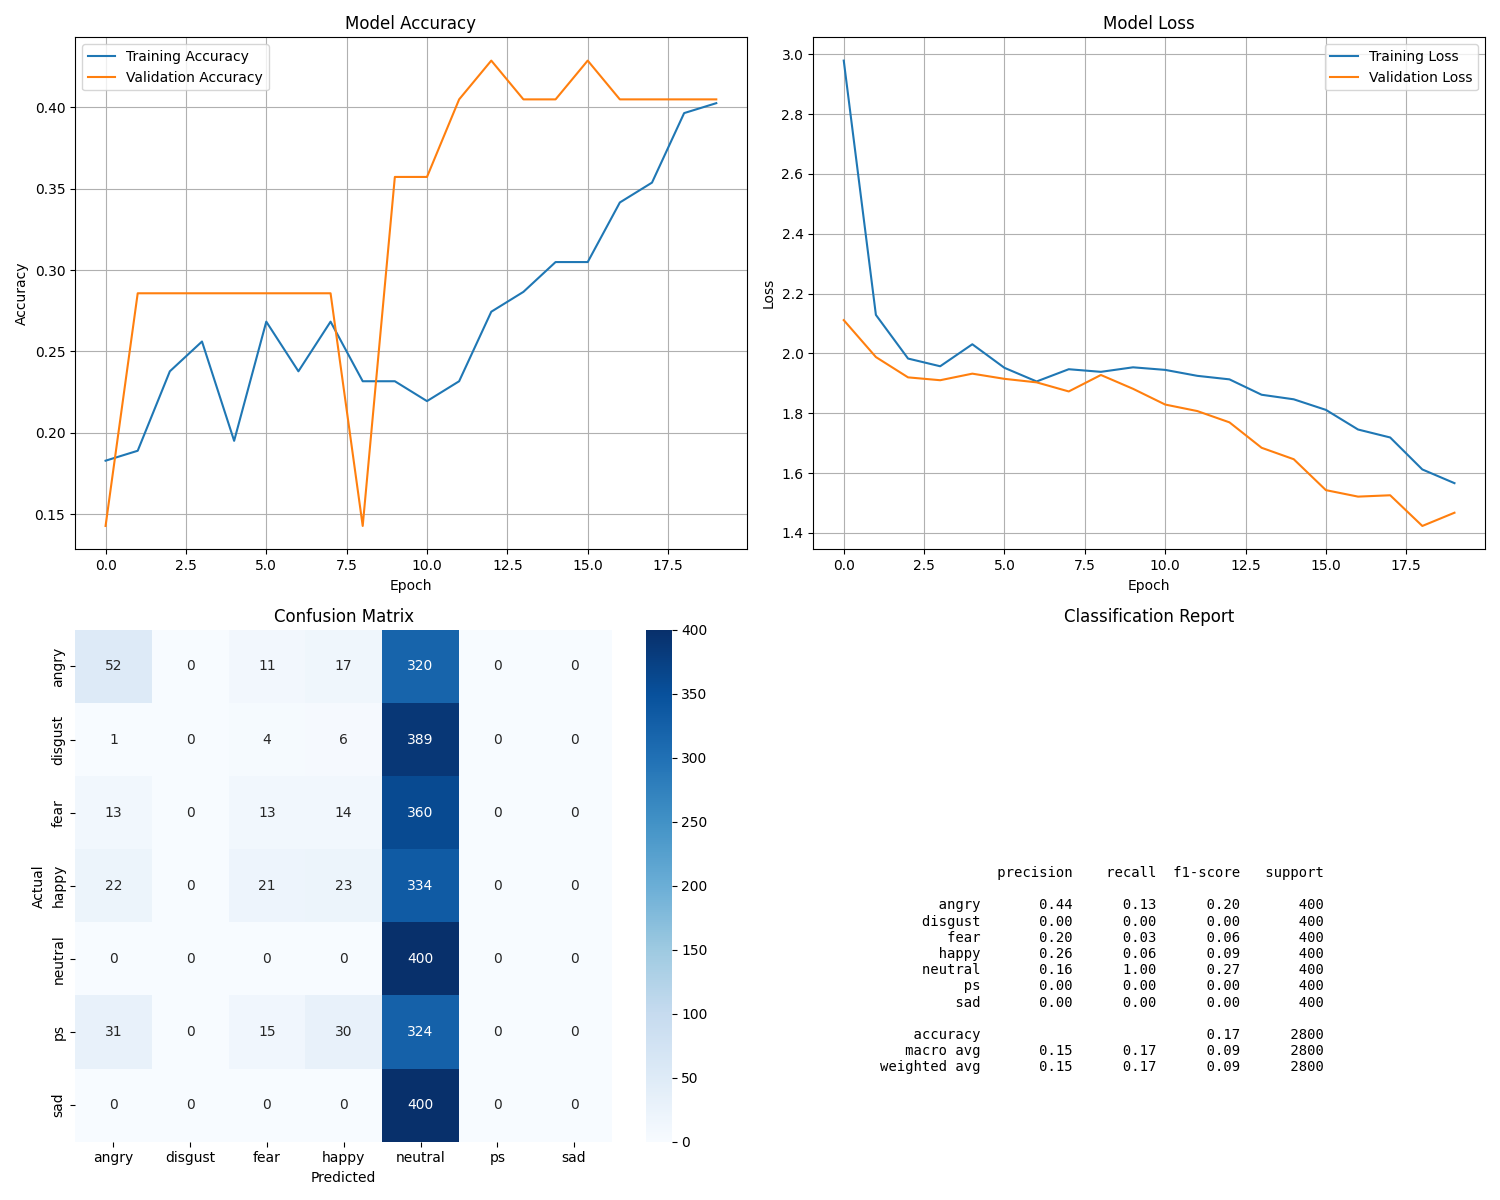 Model Accuracy
Training Accuracy
Validation Accuracy
0.40
0.35
0.30
0.25
0.20
0.15
Accuracy
0.0 2.5 5.0 7.5 10.0 12.5 15.0 17.5
Epoch
Model Loss
Training Loss
Validation Loss
3.0
2.8
2.6
2.4
2.2
2.0
1.8
1.6
1.4
Loss
0.0 2.5 5.0 7.5 10.0 12.5 15.0 17.5
Epoch
Confusion Matrix
angry 52 0 11 17 320 0 0
disgust 1 0 4 6 389 0 0
fear 13 0 13 14 360 0 0
happy 22 0 21 23 334 0 0
neutral 0 0 0 0 400 0 0
ps 31 0 15 30 324 0 0
sad 0 0 0 0 400 0 0
Actual
angry disgust fear happy neutral ps sad
Predicted
400
350
300
250
200
150
100
50
0
Classification Report
precision recall f1-score support
angry 0.44 0.13 0.20 400
disgust 0.00 0.00 0.00 400
fear 0.20 0.03 0.06 400
happy 0.26 0.06 0.09 400
neutral 0.16 1.00 0.27 400
ps 0.00 0.00 0.00 400
sad 0.00 0.00 0.00 400
accuracy 0.17 2800
macro avg 0.15 0.17 0.09 2800
weighted avg 0.15 0.17 0.09 2800